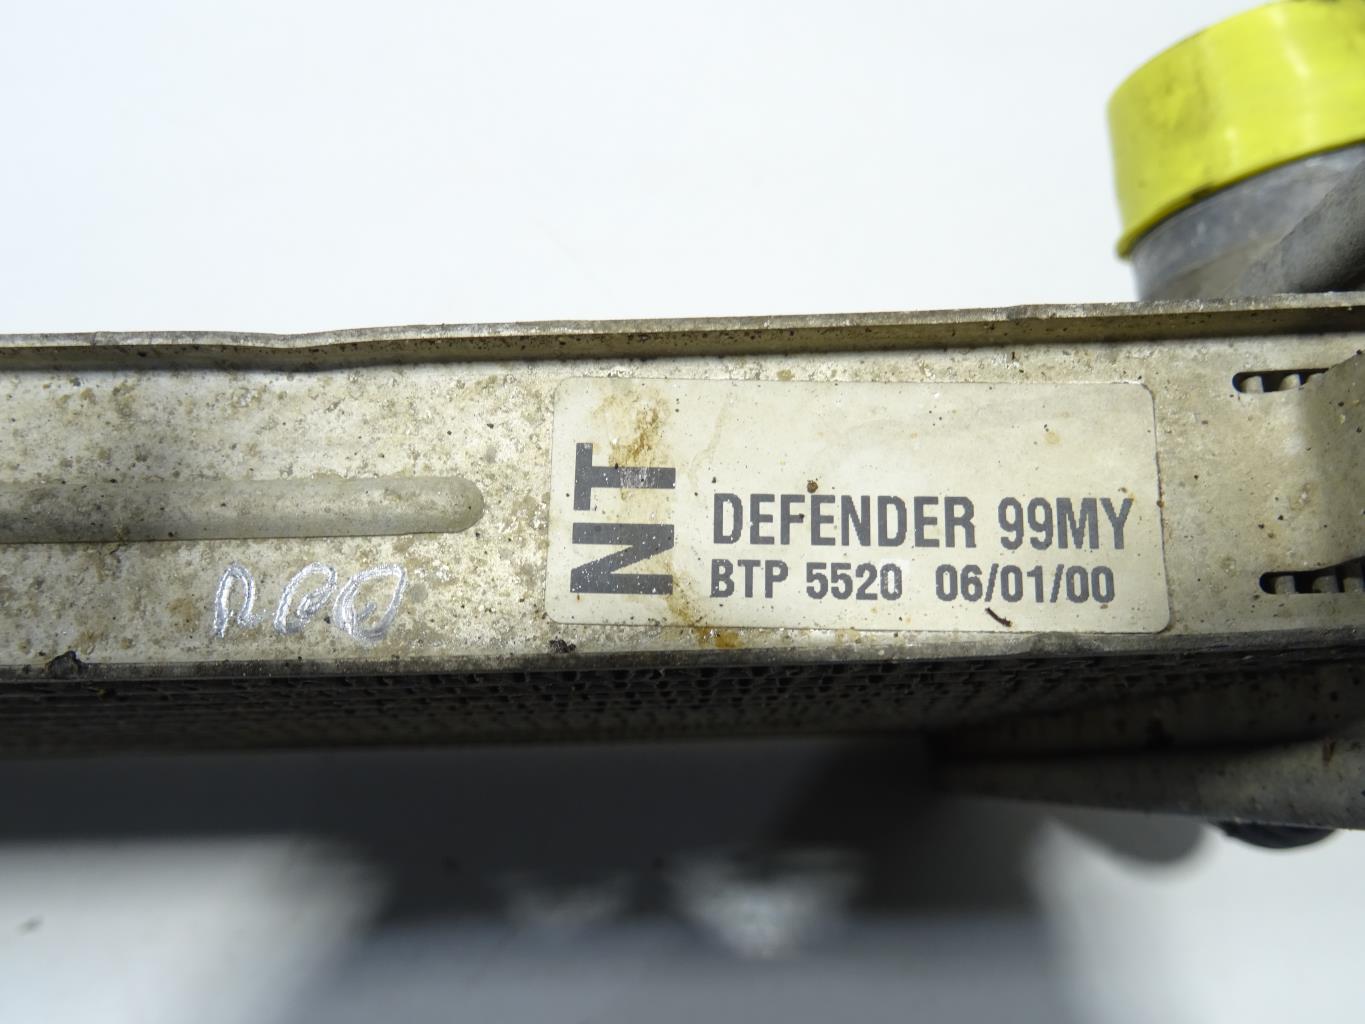 NT
DEFENDER 99MY
BTP 5520 06/01/00